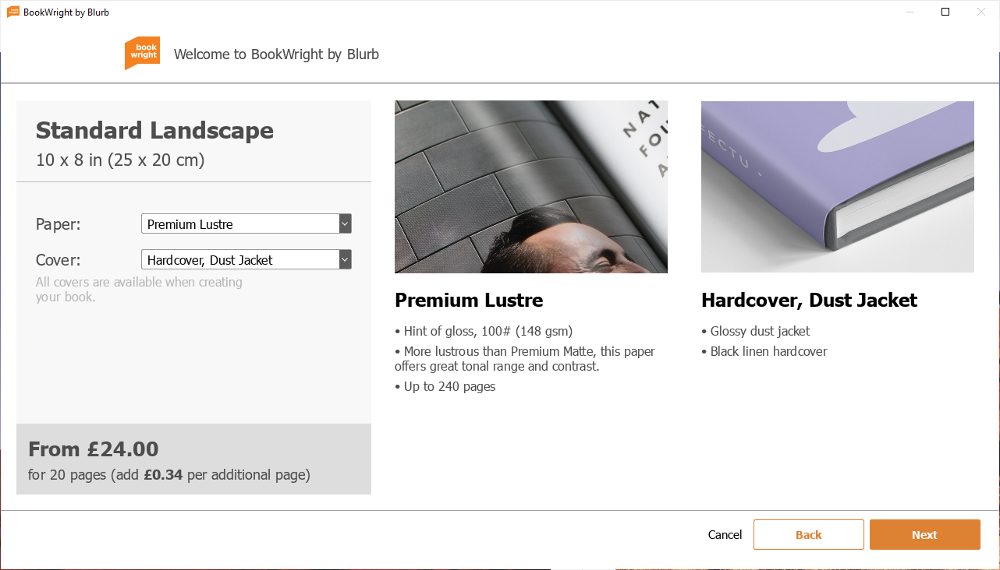 BookWright by Blurb
book
wright
Welcome to BookWright by Blurb
Standard Landscape
10 x 8 in (25 x 20 cm)
Paper:
Premium Lustre
Cover:
Hardcover, Dust Jacket
All covers are available when creating
your book.
From £24.00
for 20 pages (add £0.34 per additional page)
NAT
FOU
A
Premium Lustre
• Hint of gloss, 100# (148 gsm)
• More lustrous than Premium Matte, this paper
offers great tonal range and contrast.
• Up to 240 pages
FECTU
Hardcover, Dust Jacket
• Glossy dust jacket
• Black linen hardcover
Cancel
Back
Next